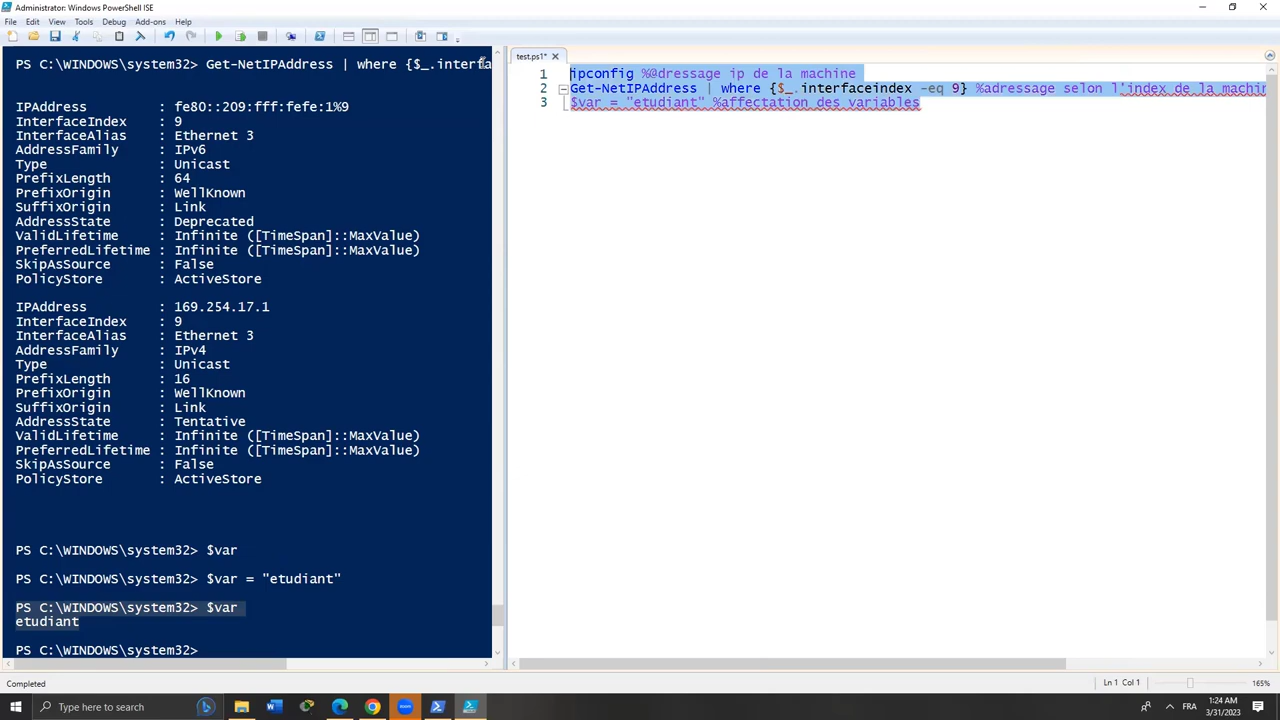 Administrator: Windows PowerShell ISE
File Edit View Tools Debug Add-ons Help
PS C:\WINDOWS\system32> Get-NetIPAddress | where {$_.interfa
IPAddress : fe80::209:fff:fefe:1%9
InterfaceIndex : 9
InterfaceAlias : Ethernet 3
AddressFamily : IPv6
Type : Unicast
PrefixLength : 64
PrefixOrigin : WellKnown
SuffixOrigin : Link
AddressState : Deprecated
ValidLifetime : Infinite ([TimeSpan]::MaxValue)
PreferredLifetime : Infinite ([TimeSpan]::MaxValue)
SkipAsSource : False
PolicyStore : ActiveStore
IPAddress : 169.254.17.1
InterfaceIndex : 9
InterfaceAlias : Ethernet 3
AddressFamily : IPv4
Type : Unicast
PrefixLength : 16
PrefixOrigin : WellKnown
SuffixOrigin : Link
AddressState : Tentative
ValidLifetime : Infinite ([TimeSpan]::MaxValue)
PreferredLifetime : Infinite ([TimeSpan]::MaxValue)
SkipAsSource : False
PolicyStore : ActiveStore
PS C:\WINDOWS\system32> $var
PS C:\WINDOWS\system32> $var = "etudiant"
PS C:\WINDOWS\system32> $var
etudiant
PS C:\WINDOWS\system32>
test.ps1*
1 ipconfig %@dressage ip de la machine
2 Get-NetIPAddress | where {$_.interfaceindex -eq 9} %adressage selon l'index de la machin
3 $var = "etudiant" %affectation des variables
Completed
Ln 1 Col 1
165%
Type here to search
zoom
FRA
1:24 AM
3/31/2023